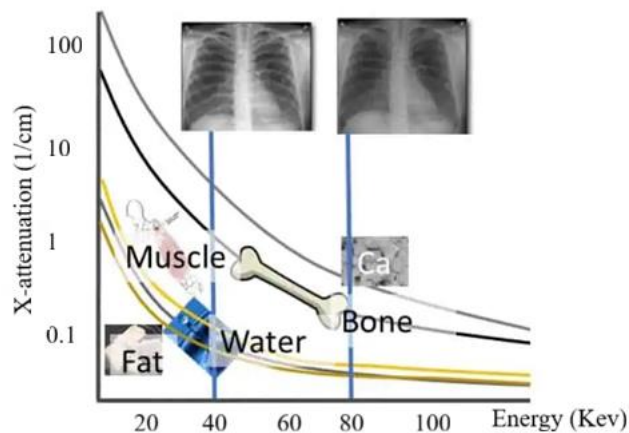 100
10
1
0.1
X-attenuation (1/cm)
Muscle
Ca
Bone
Water
Fat
20 40 60 80 100 Energy (Kev)